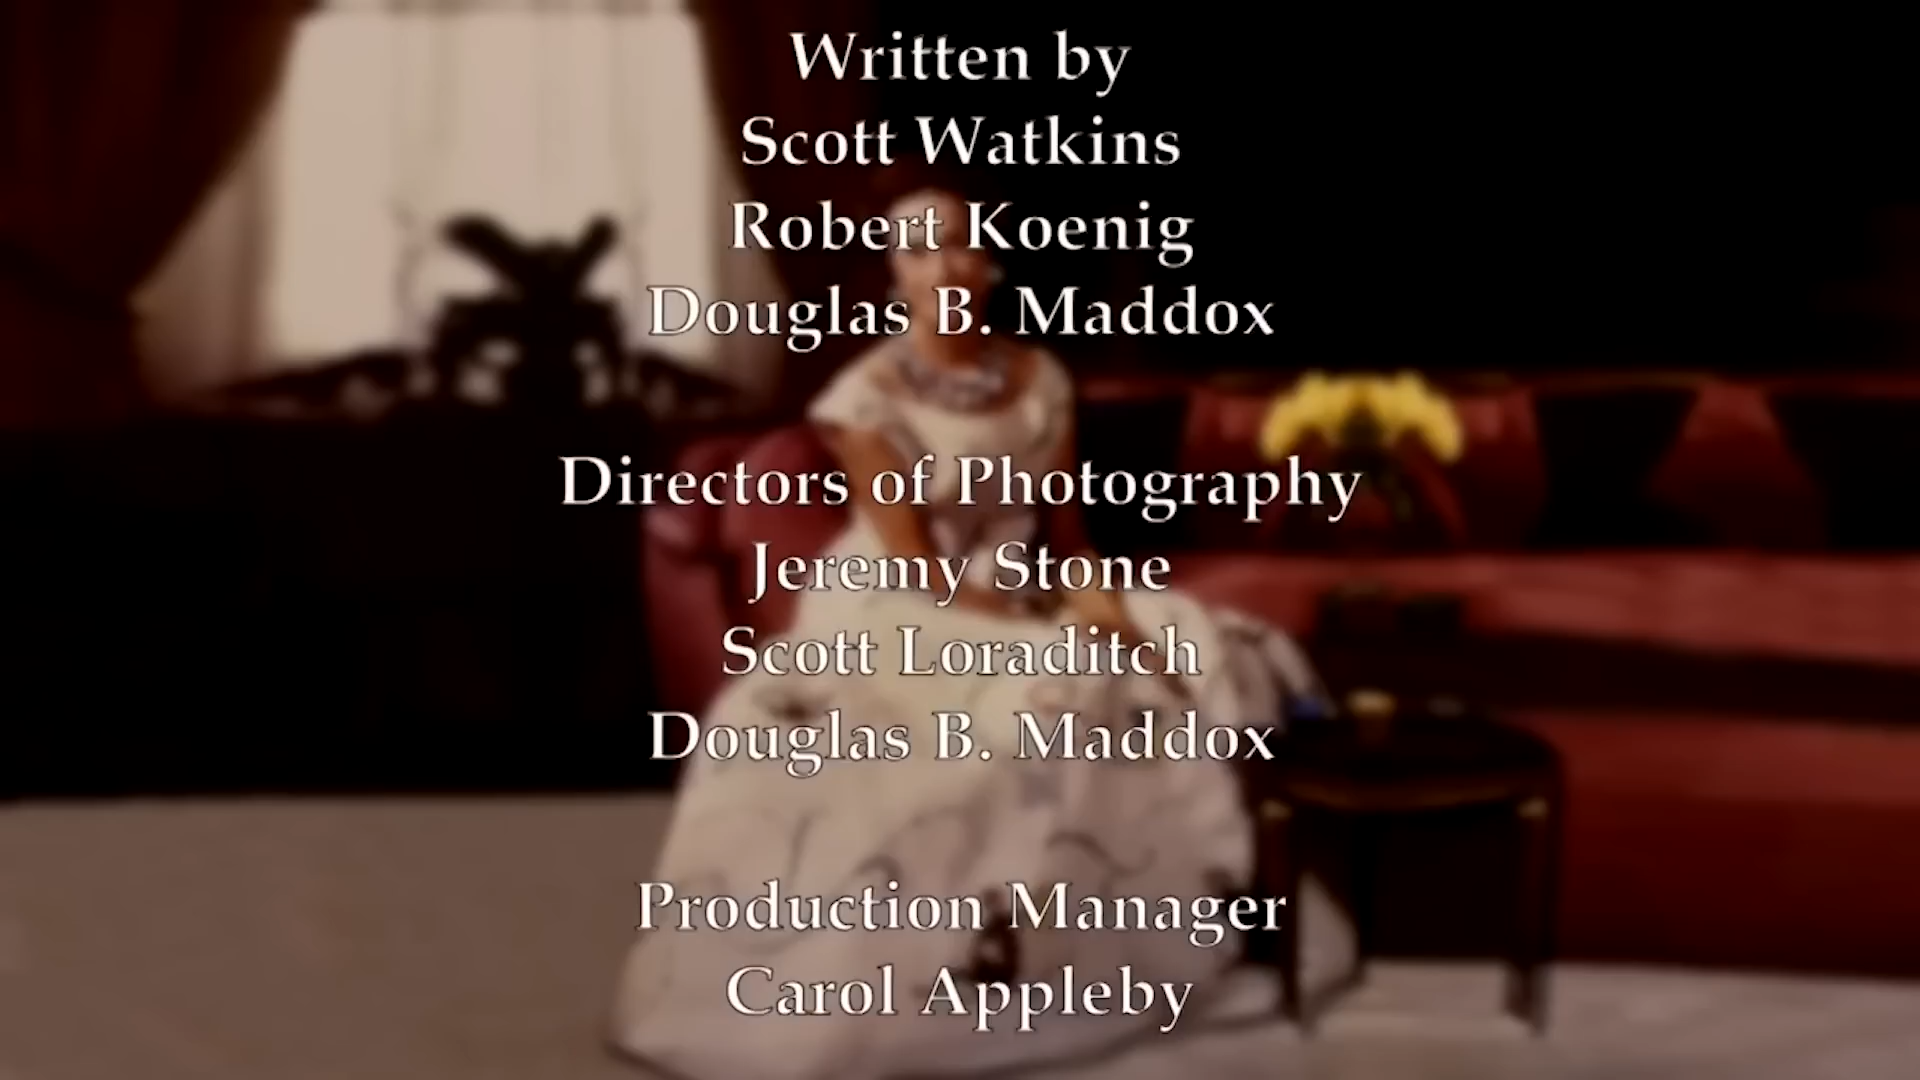 Written by
Scott Watkins
Robert Koenig
Douglas B. Maddox
Directors of Photography
Jeremy Stone
Scott Loraditch
Douglas B. Maddox
Production Manager
Carol Appleby